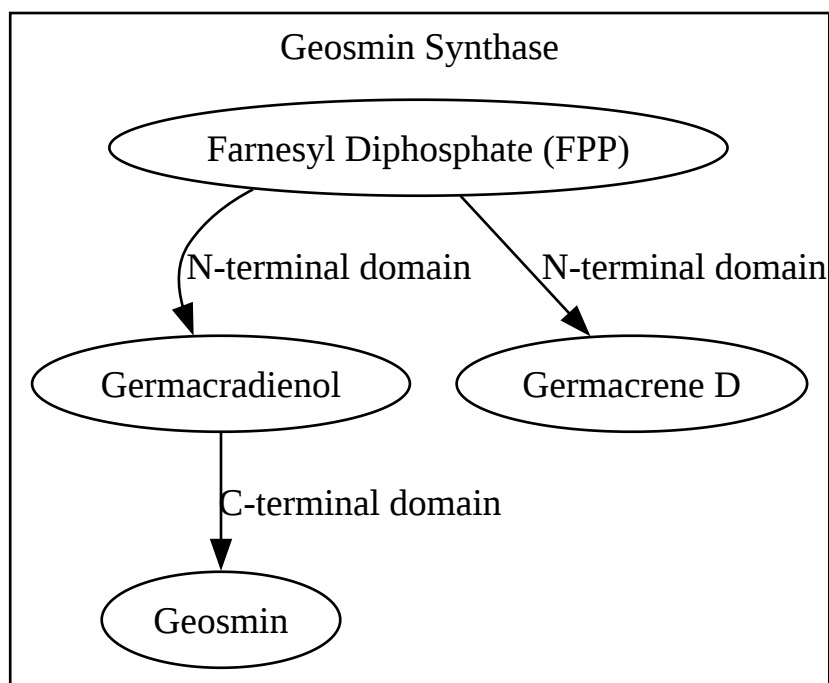 Geosmin Synthase
Farnesyl Diphosphate (FPP)
N-terminal domain
N-terminal domain
Germacradienol
Germacrene D
C-terminal domain
Geosmin